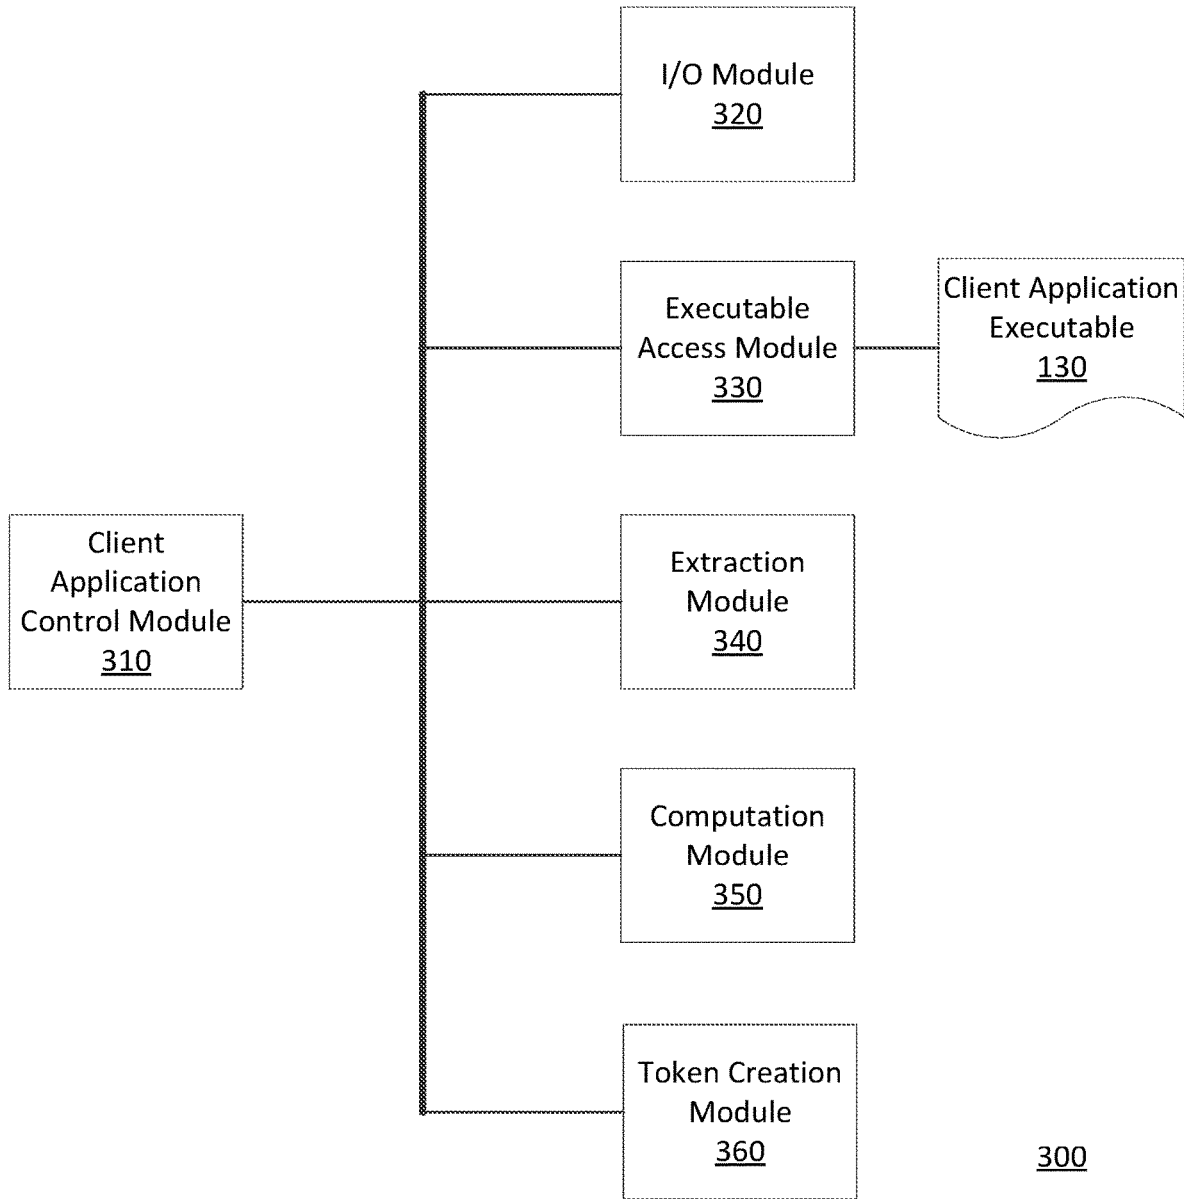 I/O Module
320
Executable
Access Module
330
Client Application
Executable
130
Client
Application
Control Module
310
Extraction
Module
340
Computation
Module
350
Token Creation
Module
360
300